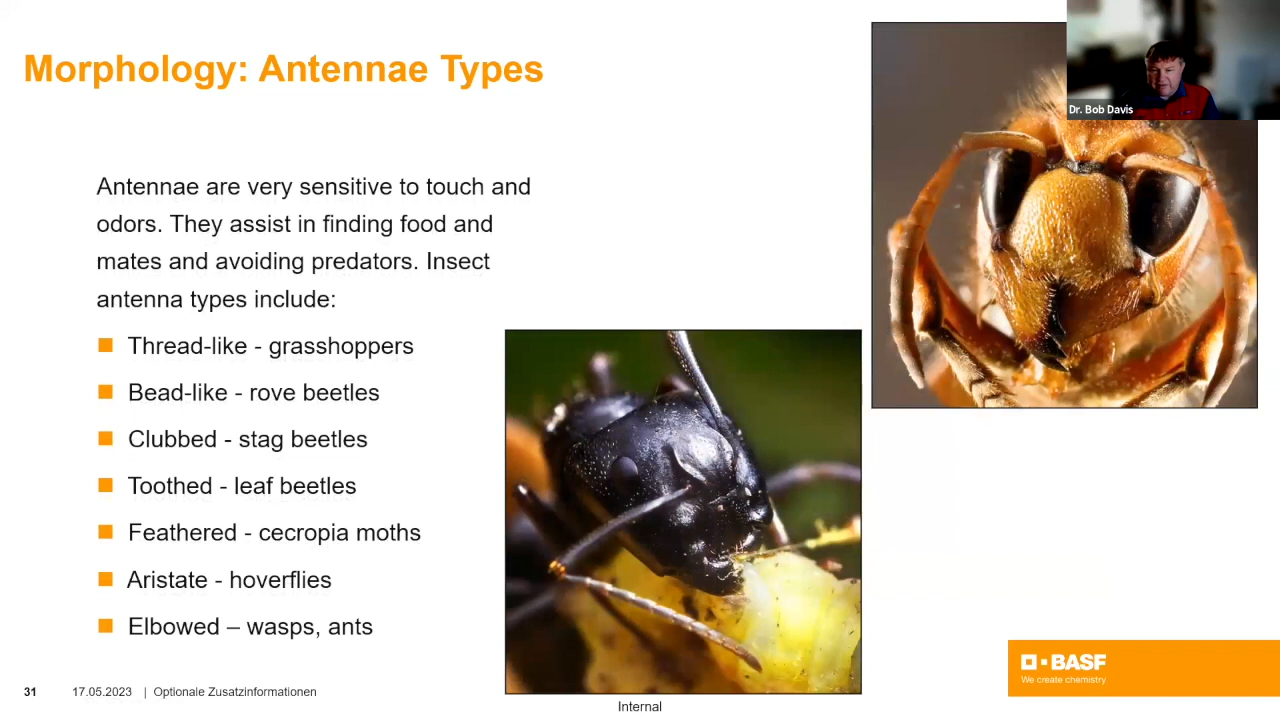 Morphology: Antennae Types
Dr. Bob Davis
Antennae are very sensitive to touch and
odors. They assist in finding food and
mates and avoiding predators. Insect
antenna types include:
Thread-like - grasshoppers
Bead-like - rove beetles
Clubbed - stag beetles
Toothed - leaf beetles
Feathered - cecropia moths
Aristate - hoverflies
Elbowed – wasps, ants
BASF
We create chemistry
31 17.05.2023 | Optionale Zusatzinformationen
Internal